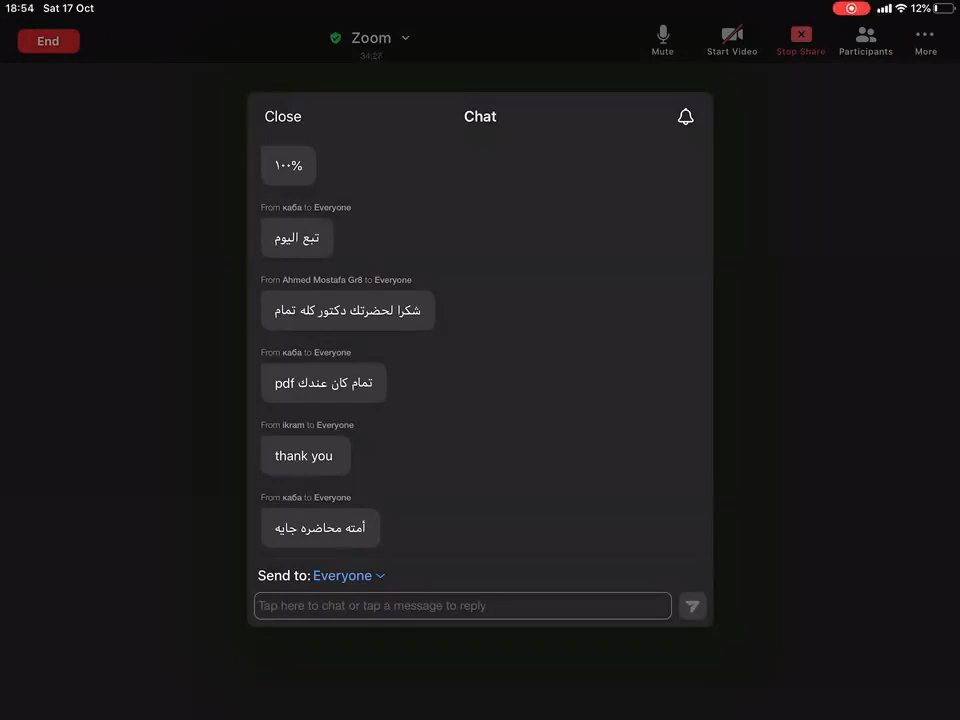 18:54 Sat 17 Oct 12%
End
Zoom
34:27
Mute
Start Video
Stop Share
Participants
More
Close
Chat
١٠٠%
From каба to Everyone
تبع اليوم
From Ahmed Mostafa Gr8 to Everyone
شكرا لحضرتك دكتور كله تمام
From каба to Everyone
تمام كان عندك pdf
From ikram to Everyone
thank you
From каба to Everyone
أمته محاضره جايه
Send to: Everyone
Tap here to chat or tap a message to reply